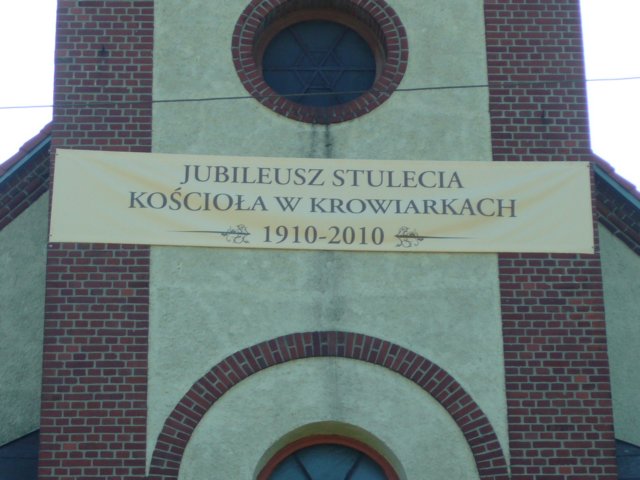 JUBILEUSZ STULECIA
KOŚCIOŁA W KROWIARKACH
1910-2010